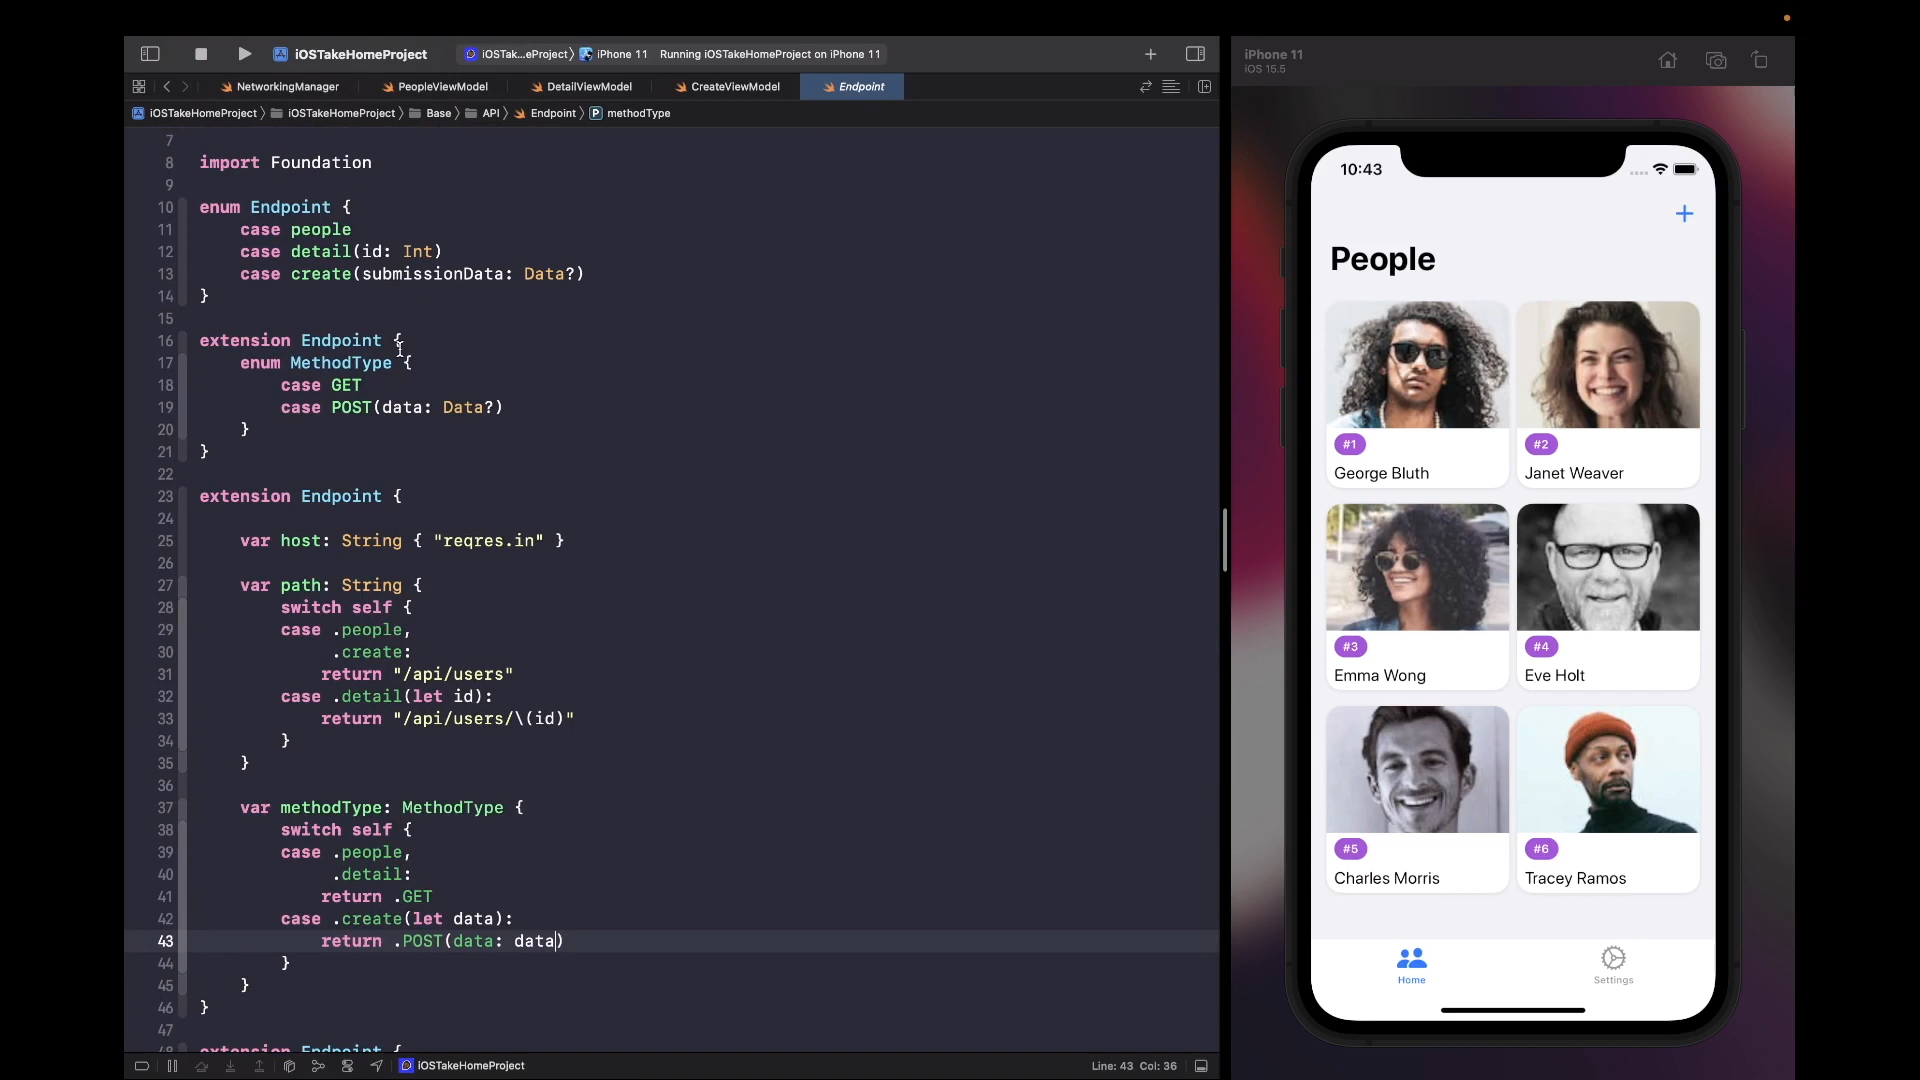 iOSTakeHomeProject
iOSTak...eProject⟩ iPhone 11 Running iOSTakeHomeProject on iPhone 11
NetworkingManager PeopleViewModel DetailViewModel CreateViewModel Endpoint
iOSTakeHomeProject⟩ iOSTakeHomeProject⟩ Base⟩ API⟩ Endpoint⟩ P methodType
7
8 import Foundation
9
10 enum Endpoint {
11 case people
12 case detail(id: Int)
13 case create(submissionData: Data?)
14 }
15
16 extension Endpoint {
17 enum MethodType {
18 case GET
19 case POST(data: Data?)
20 }
21 }
22
23 extension Endpoint {
24
25 var host: String { "reqres.in" }
26
27 var path: String {
28 switch self {
29 case .people,
30 .create:
31 return "/api/users"
32 case .detail(let id):
33 return "/api/users/\(id)"
34 }
35 }
36
37 var methodType: MethodType {
38 switch self {
39 case .people,
40 .detail:
41 return .GET
42 case .create(let data):
43 return .POST(data: data)
44 }
45 }
46 }
47
48 extension Endpoint {
iOSTakeHomeProject
Line: 43 Col: 36
iPhone 11
iOS 15.5
10:43
+
People
#1
George Bluth
#2
Janet Weaver
#3
Emma Wong
#4
Eve Holt
#5
Charles Morris
#6
Tracey Ramos
Home
Settings